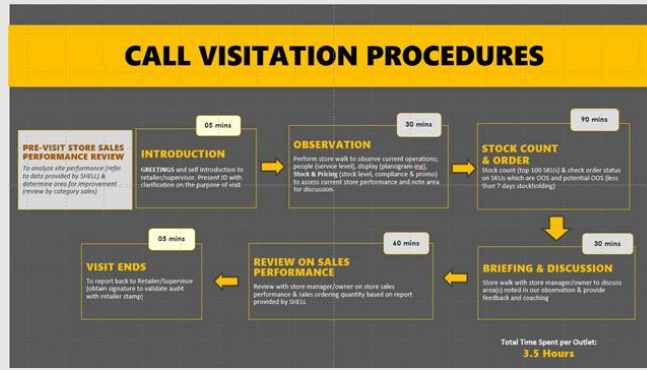 CALL VISITATION PROCEDURES
PRE-VISIT STORE SALES
PERFORMANCE REVIEW
To analyze site performance (refer
to data provided by SHELL) &
determine area for improvement
(review by category sales)
05 mins
INTRODUCTION
GREETINGS and self introduction to
retailer/supervisor. Present ID with
clarification on the purpose of visit
30 mins
OBSERVATION
Perform store walk to observe current operations;
people (service level), display (planogram-ing),
Stock & Pricing (stock level, compliance & promo)
to assess current store performance and note area
for discussion.
90 mins
STOCK COUNT
& ORDER
Stock count (top 100 SKUs) & check order status
on SKUs which are OOS and potential OOS (less
than 7 days stockholding)
30 mins
BRIEFING & DISCUSSION
Store walk with store manager/owner to discuss
area(s) noted in our observation & provide
feedback and coaching
60 mins
REVIEW ON SALES
PERFORMANCE
Review with store manager/owner on store sales
performance & sales ordering quantity based on report
provided by SHELL
05 mins
VISIT ENDS
To report back to Retailer/Supervisor
(obtain signature to validate audit
with retailer stamp)
Total Time Spent per Outlet:
3.5 Hours